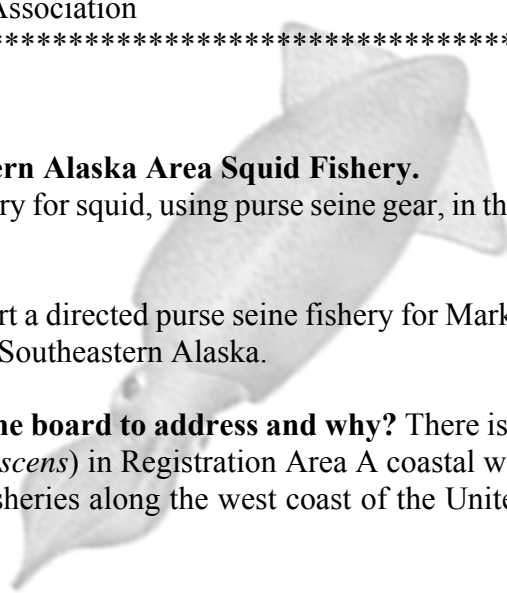 Association
**********************************
ern Alaska Area Squid Fishery.
ry for squid, using purse seine gear, in th
rt a directed purse seine fishery for Mark
Southeastern Alaska.
he board to address and why? There is
scens) in Registration Area A coastal w
sheries along the west coast of the Unite